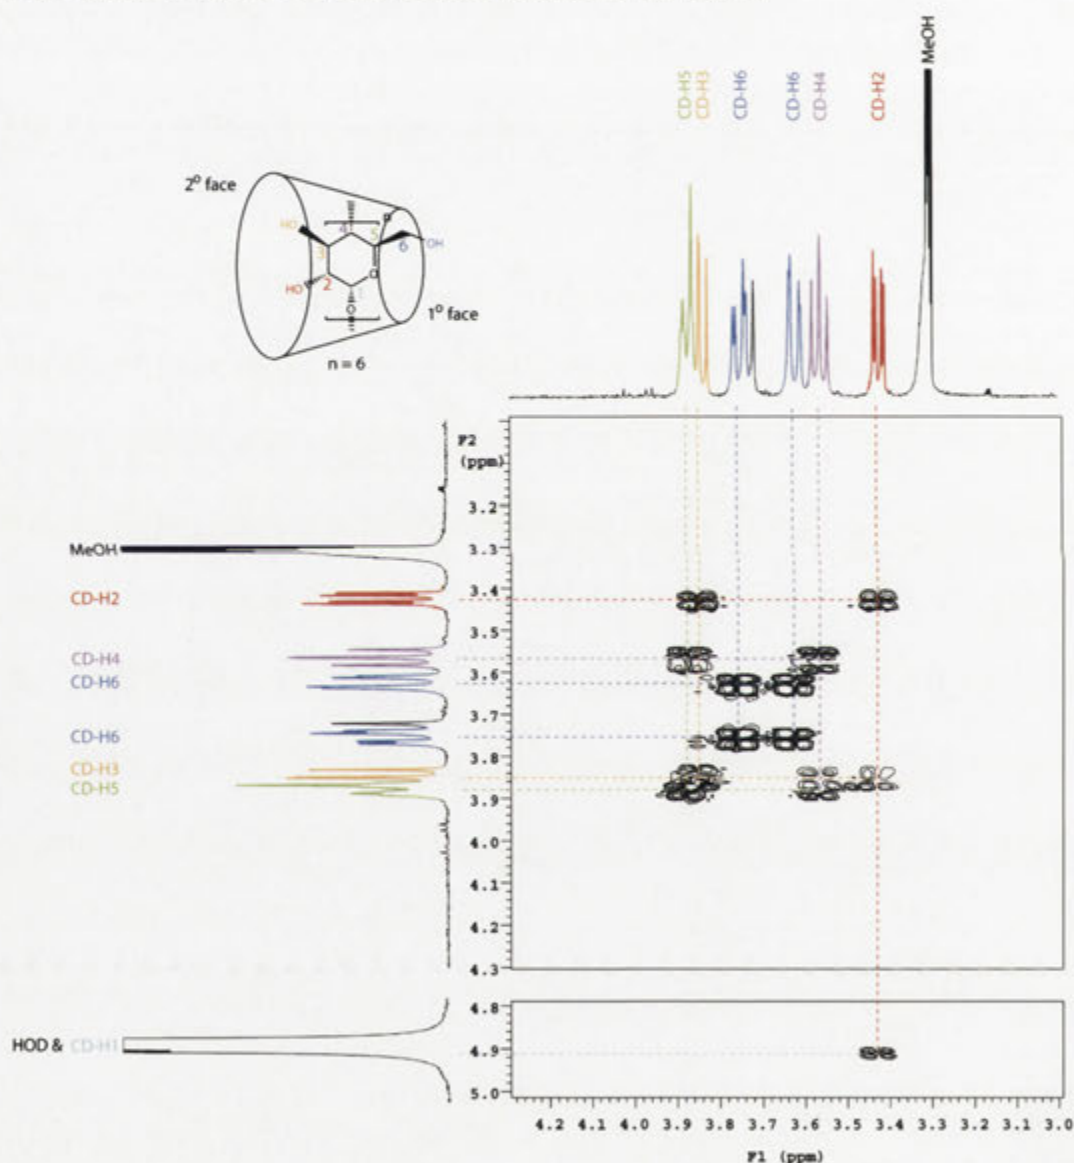 CD-H5 CD-H3 CD-H6 CD-H6 CD-H4 CD-H2 MeOH
2º face
HO
4
5
6
OH
3
O
HO
2
1
O
1º face
n = 6
F2
(ppm)
3.2
MeOH
3.3
3.4
CD-H2
3.5
CD-H4
3.6
CD-H6
3.7
CD-H6
3.8
CD-H3
CD-H5
3.9
4.0
4.1
4.2
4.3
4.8
HOD & CD-H1
4.9
5.0
4.2 4.1 4.0 3.9 3.8 3.7 3.6 3.5 3.4 3.3 3.2 3.1 3.0
F1 (ppm)